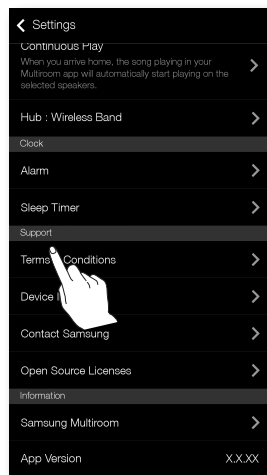 Settings
Continuous Play
When you arrive home, the song playing in your
Multiroom app will automatically start playing on the
selected speakers.
Hub : Wireless Band
Clock
Alarm
Sleep Timer
Support
Terms Conditions
Device
Contact Samsung
Open Source Licenses
Information
Samsung Multiroom
App Version X.X.XX